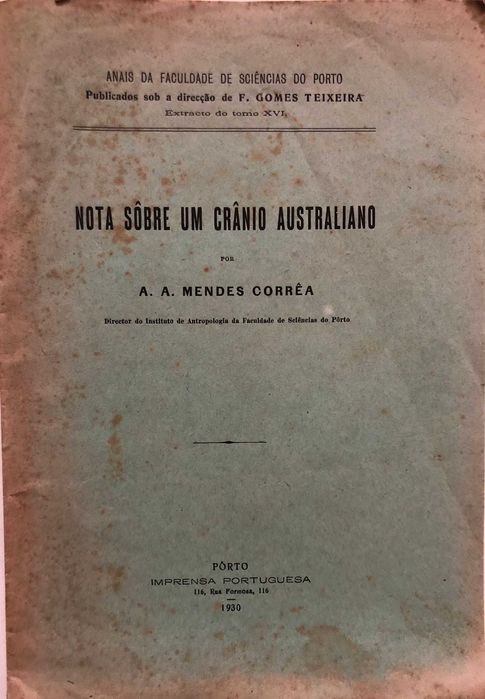 ANAIS DA FACULDADE DE SCIÊNCIAS DO PORTO
Publicados sob a direcção de F. GOMES TEIXEIRA
Extracto do tomo XVI
NOTA SÔBRE UM CRÂNIO AUSTRALIANO
POR
A. A. MENDES CORRÊA
Director do Instituto de Antropologia da Faculdade de Sciências do Pôrto
PÔRTO
IMPRENSA PORTUGUESA
116, Rua Formosa, 116
1930